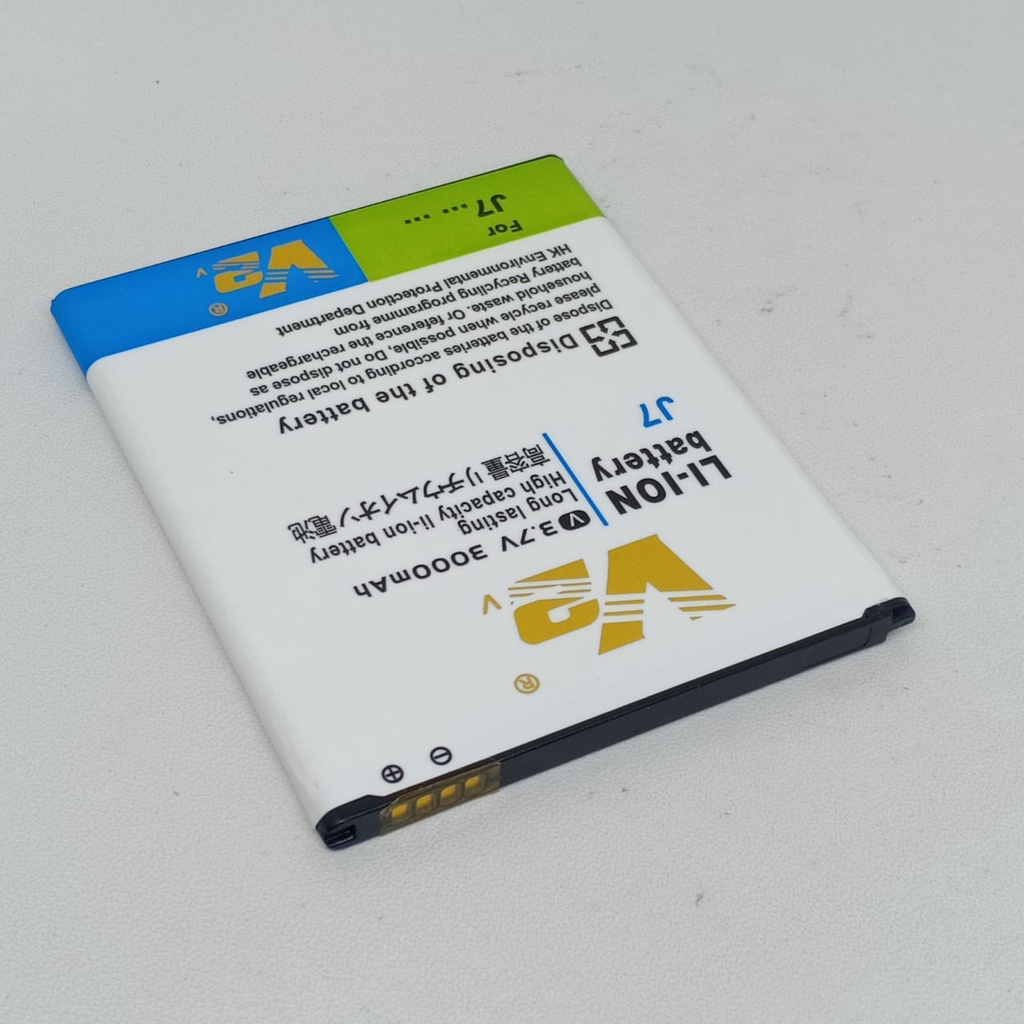 ⊕ ⊖
®
V2 V
LI-ION
battery
J7
Ⓥ 3.7V 3000mAh
Long lasting
High capacity li-ion battery
高容量リチウムイオン電池
Disposing of the battery
Dispose of the batteries according to local regulations,
please recycle when possible, Do not dispose as
household waste. Or feference the rechargeable
battery Recycling programme from
HK Environmental Protection Department
®
V2 V
For
J7... ...